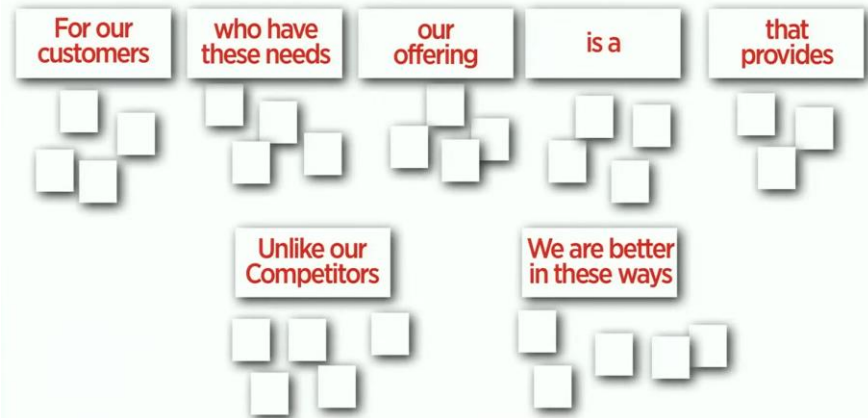 For our
customers
who have
these needs
our
offering
is a
that
provides
Unlike our
Competitors
We are better
in these ways